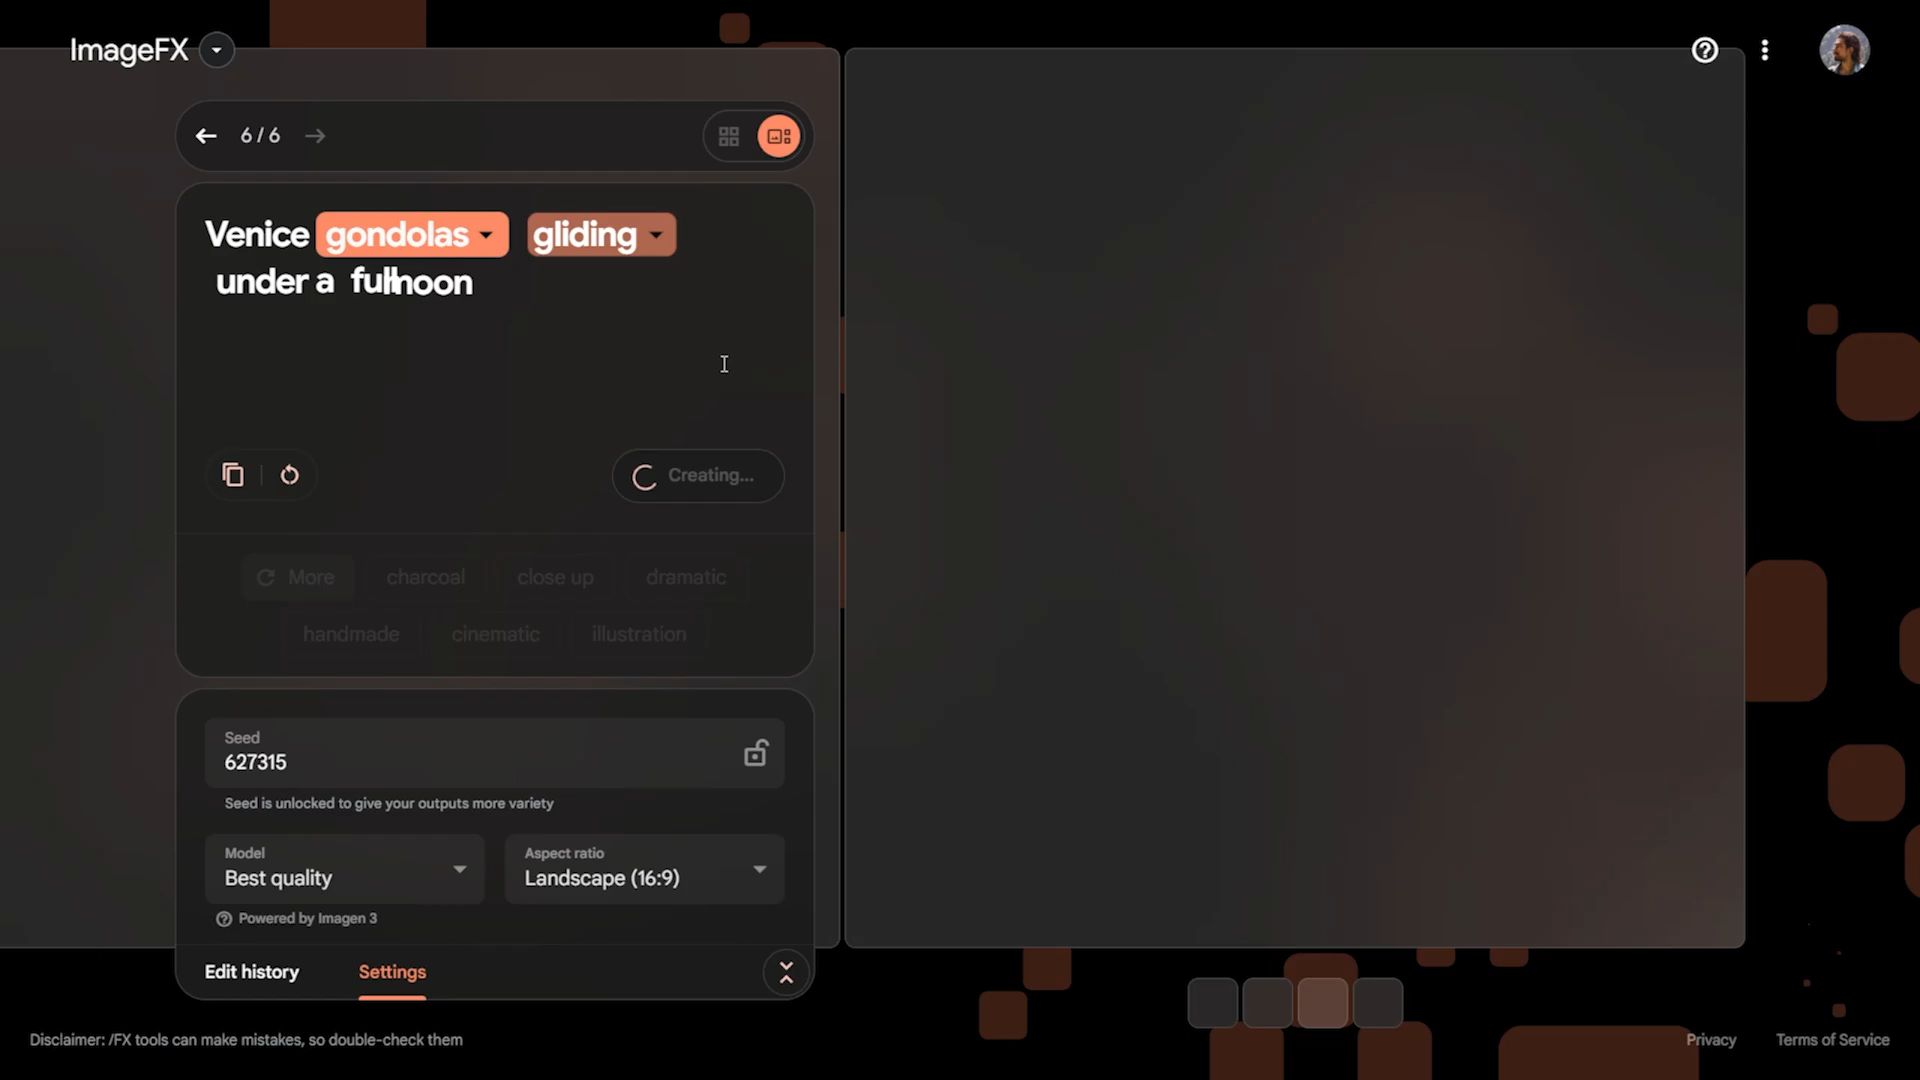 ImageFX
6 / 6
Venice gondolas gliding
under a full moon
Creating...
More charcoal close up dramatic
handmade cinematic illustration
Seed
627315
Seed is unlocked to give your outputs more variety
Model
Best quality
Aspect ratio
Landscape (16:9)
Powered by Imagen 3
Edit history Settings
Disclaimer: /FX tools can make mistakes, so double-check them
Privacy Terms of Service